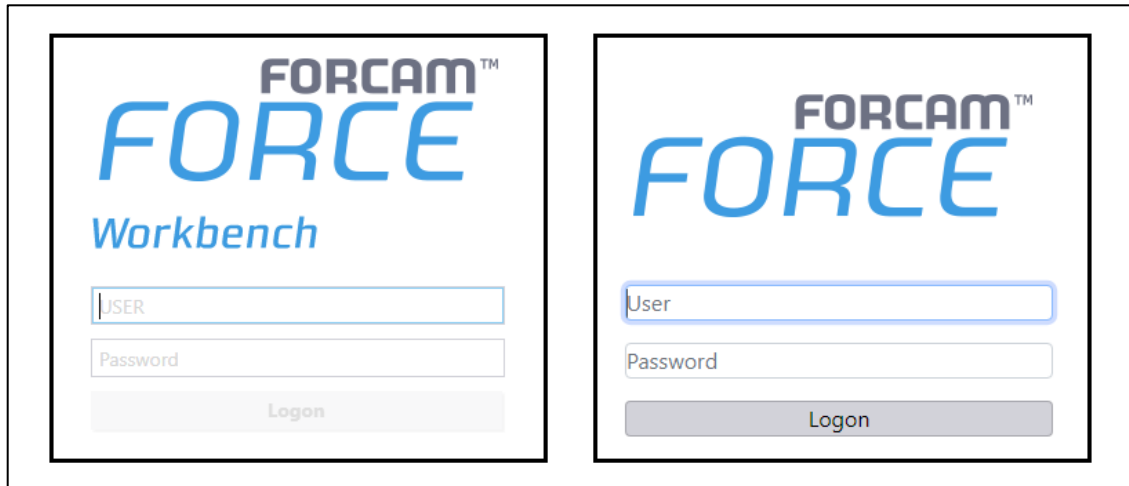 FORCAM™
FORCE
Workbench
USER
Password
Logon
FORCAM™
FORCE
User
Password
Logon